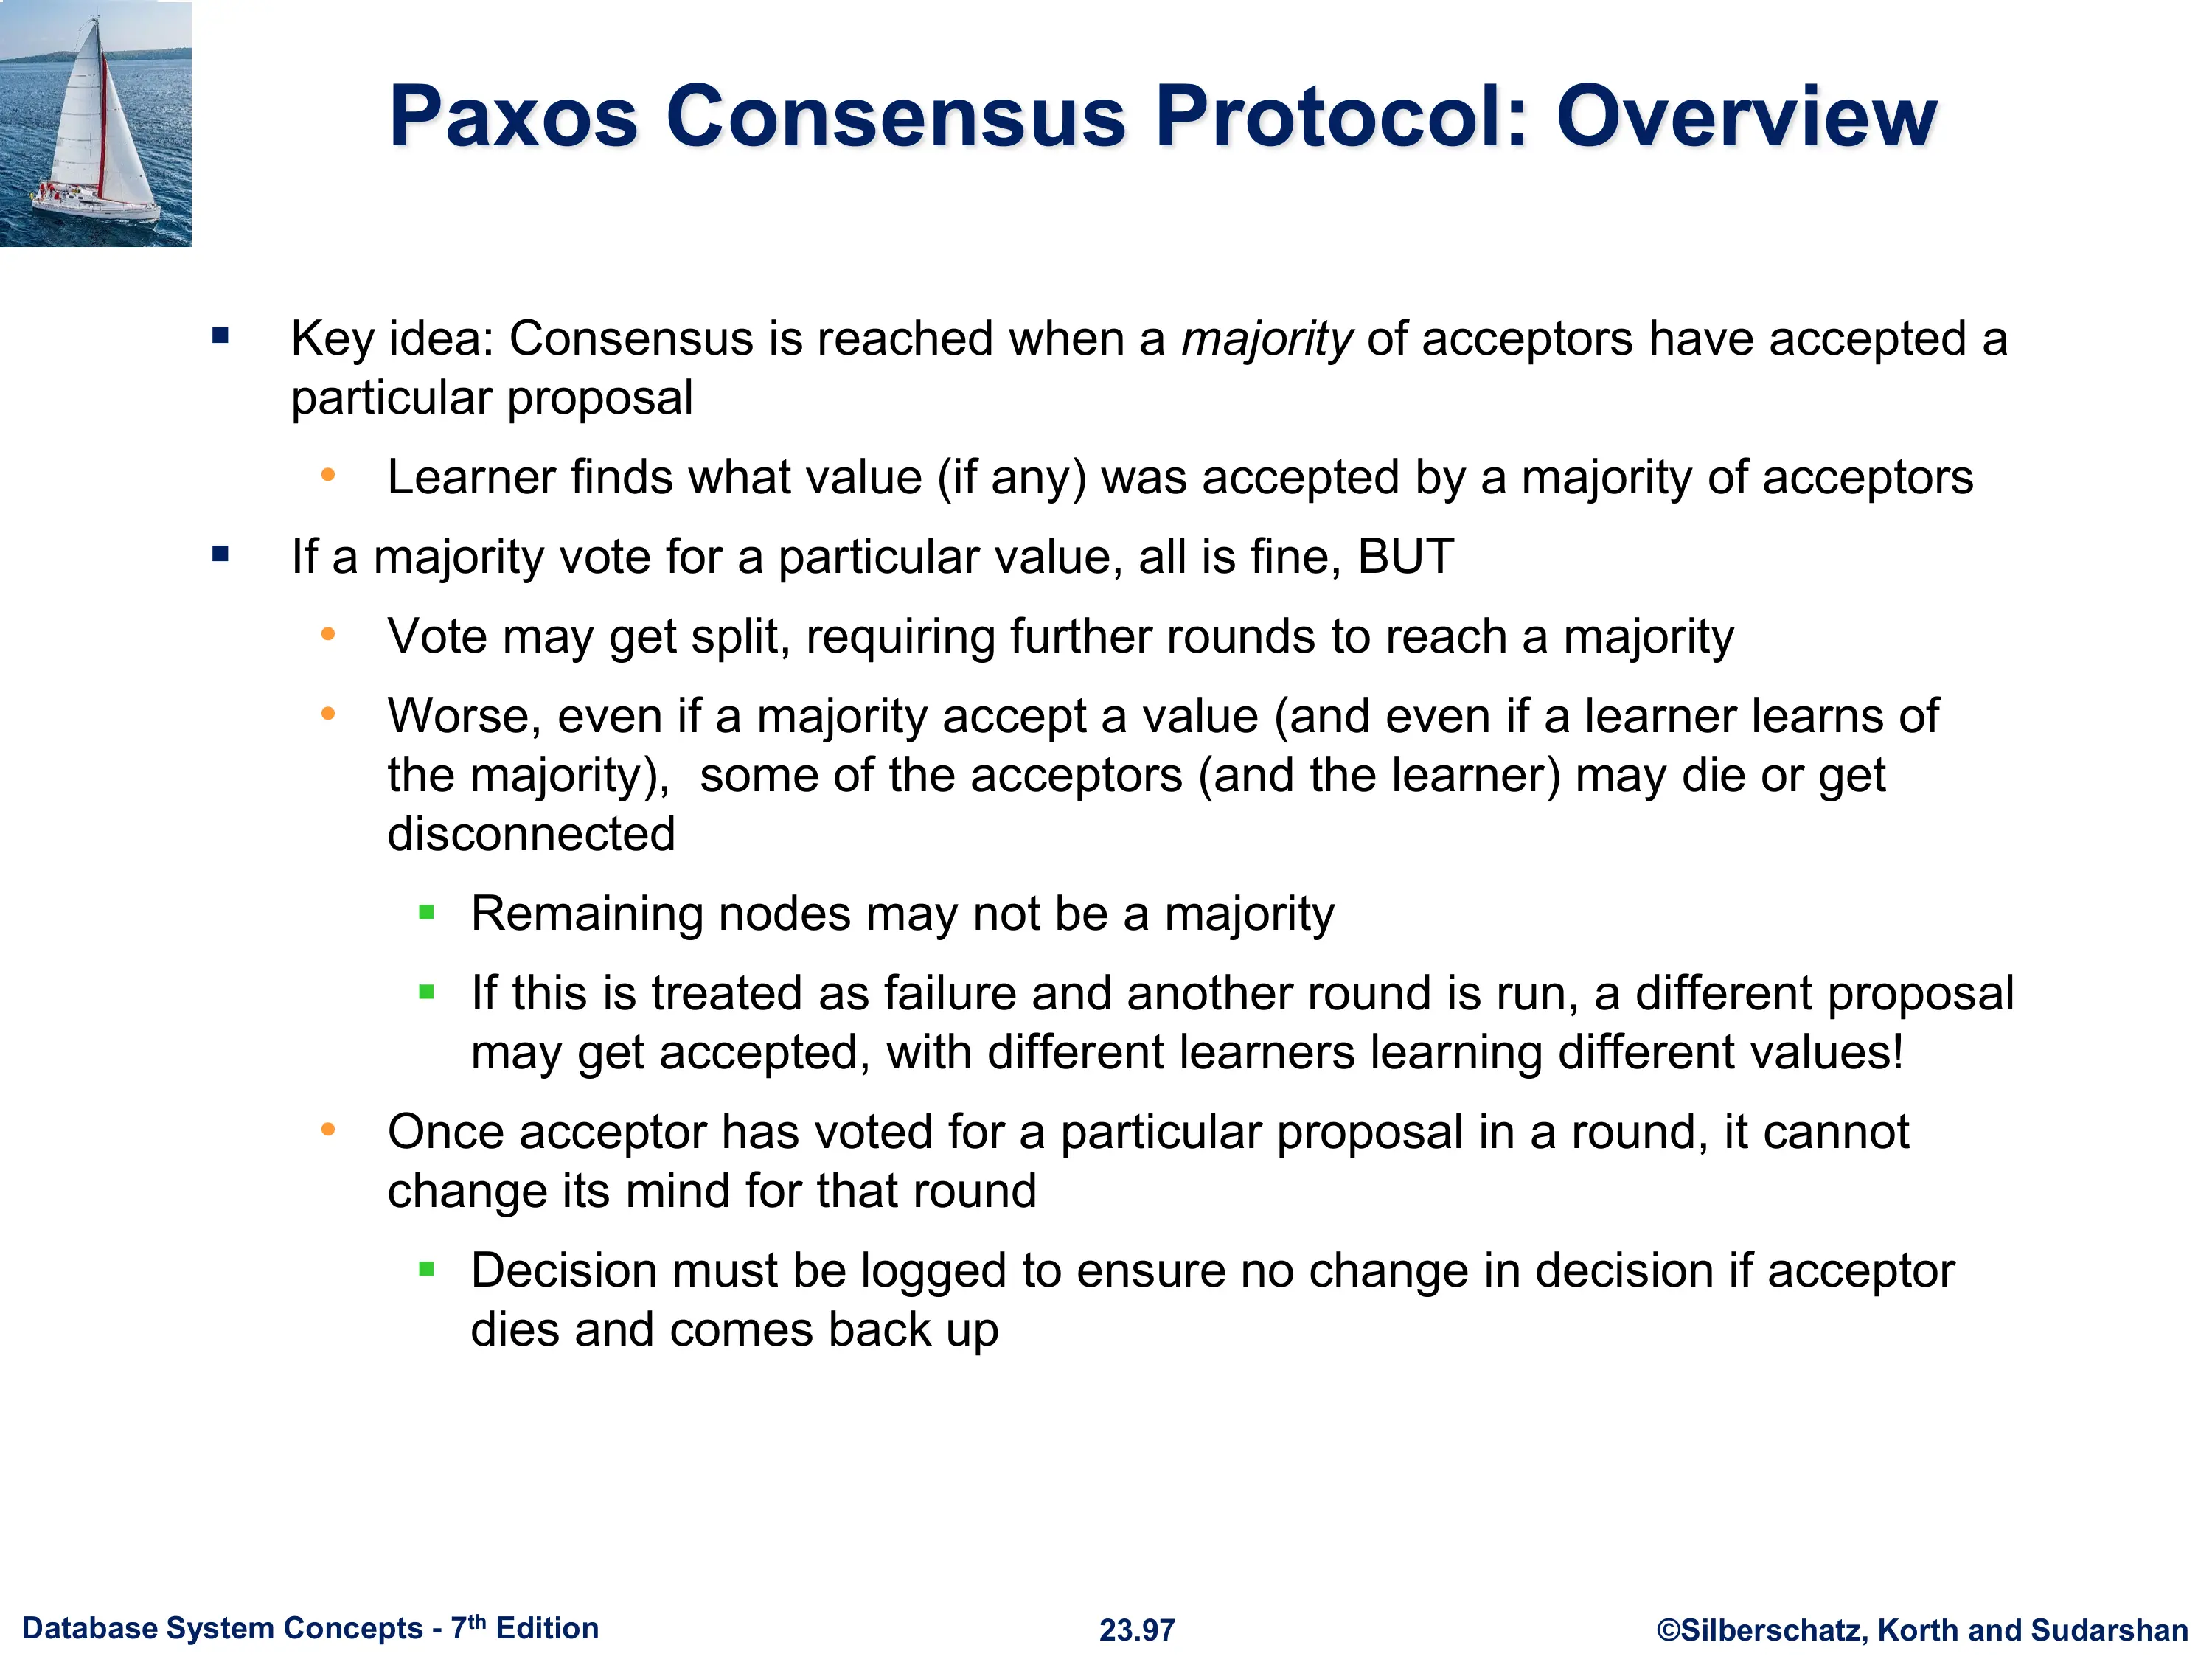 Paxos Consensus Protocol: Overview
▪ Key idea: Consensus is reached when a majority of acceptors have accepted a
particular proposal
• Learner finds what value (if any) was accepted by a majority of acceptors
▪ If a majority vote for a particular value, all is fine, BUT
• Vote may get split, requiring further rounds to reach a majority
• Worse, even if a majority accept a value (and even if a learner learns of
the majority),  some of the acceptors (and the learner) may die or get
disconnected
▪ Remaining nodes may not be a majority
▪ If this is treated as failure and another round is run, a different proposal
may get accepted, with different learners learning different values!
• Once acceptor has voted for a particular proposal in a round, it cannot
change its mind for that round
▪ Decision must be logged to ensure no change in decision if acceptor
dies and comes back up
Database System Concepts - 7th Edition
23.97
©Silberschatz, Korth and Sudarshan